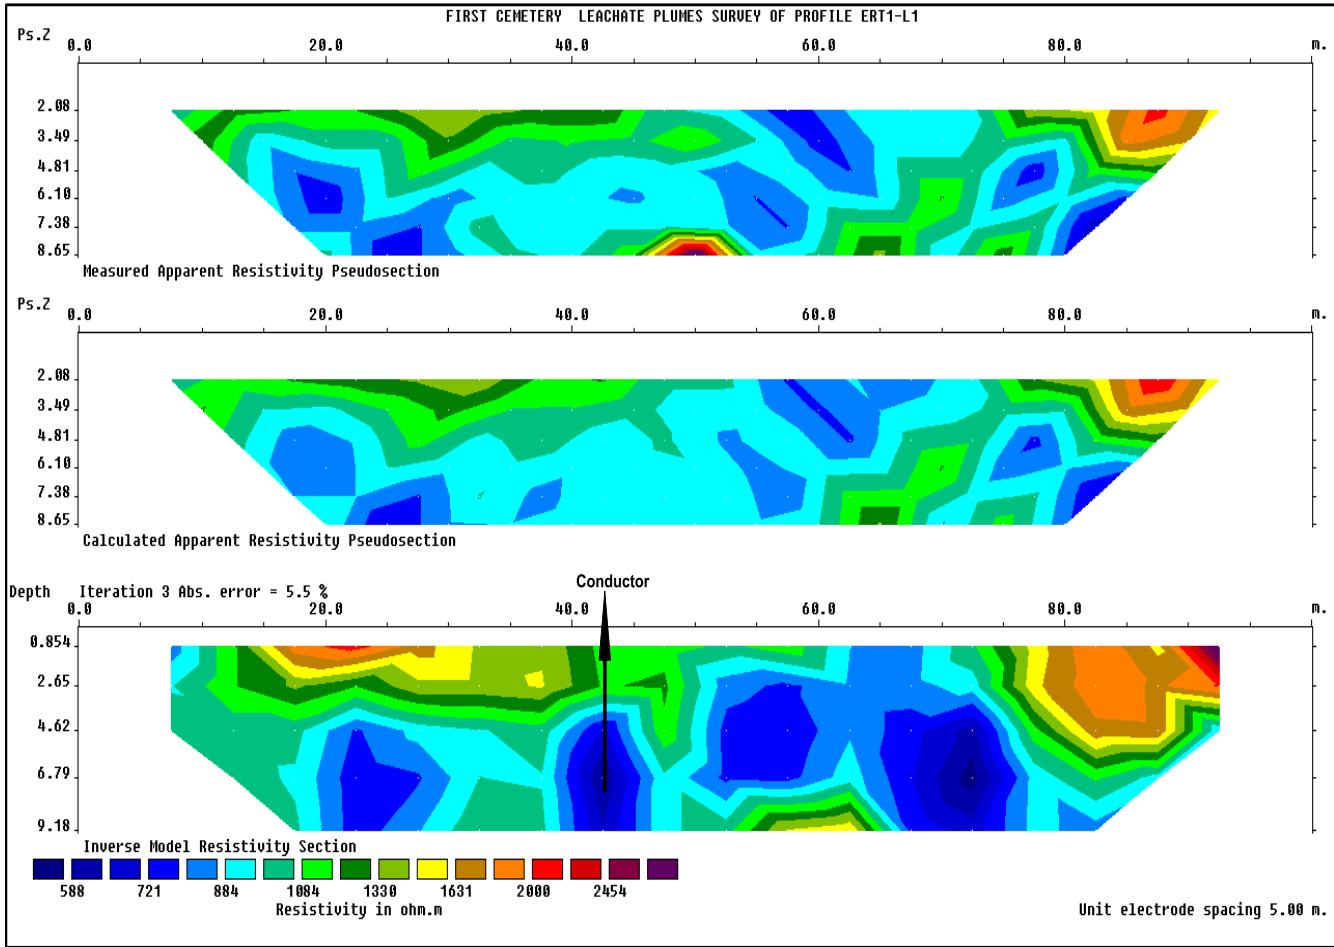 FIRST CEMETERY LEACHATE PLUMES SURVEY OF PROFILE ERT1-L1
Ps.Z 0.0 20.0 40.0 60.0 80.0 m.
2.08
3.49
4.81
6.10
7.38
8.65
Measured Apparent Resistivity Pseudosection
Ps.Z 0.0 20.0 40.0 60.0 80.0 m.
2.08
3.49
4.81
6.10
7.38
8.65
Calculated Apparent Resistivity Pseudosection
Depth Iteration 3 Abs. error = 5.5 %
Conductor
0.0 20.0 40.0 60.0 80.0 m.
0.854
2.65
4.62
6.79
9.18
Inverse Model Resistivity Section
588 721 884 1084 1330 1631 2000 2454
Resistivity in ohm.m
Unit electrode spacing 5.00 m.